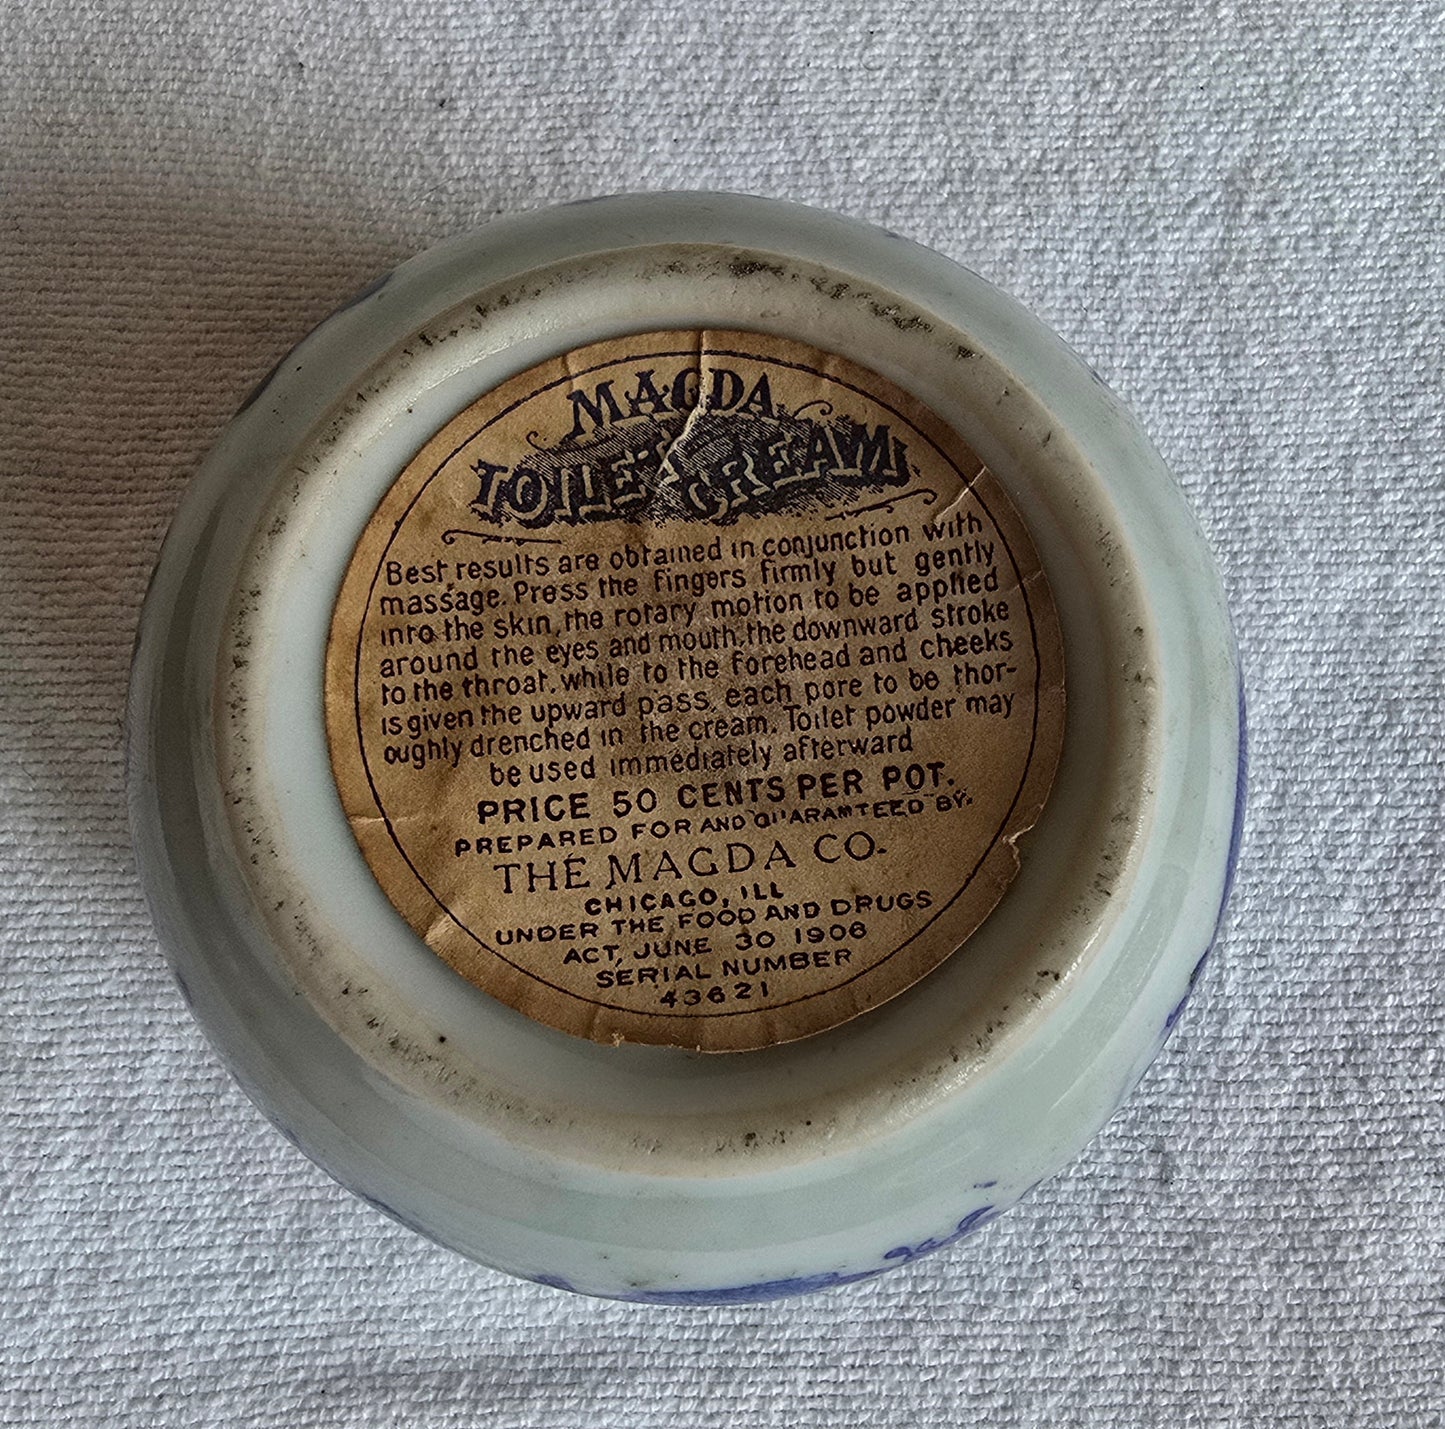 MAGDA
TOILET CREAM
Best results are obtained in conjunction with
massage. Press the fingers firmly but gently
into the skin, the rotary motion to be applied
around the eyes and mouth, the downward stroke
to the throat, while to the forehead and cheeks
is given the upward pass, each pore to be thor-
oughly drenched in the cream. Toilet powder may
be used immediately afterward
PRICE 50 CENTS PER POT.
PREPARED FOR AND GUARANTEED BY.
THE MAGDA CO.
CHICAGO, ILL
UNDER THE FOOD AND DRUGS
ACT, JUNE 30 1906
SERIAL NUMBER
43621